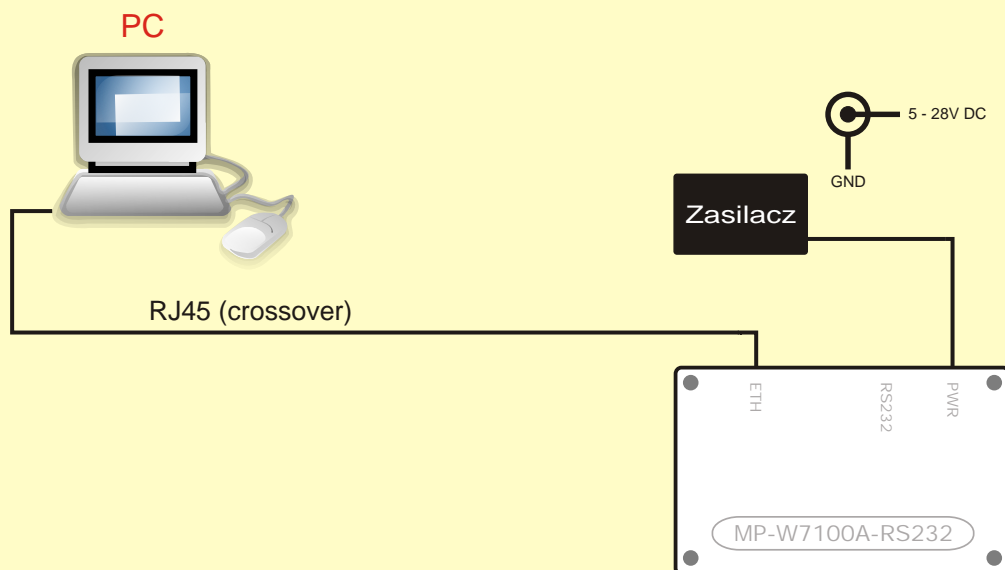 PC
5 - 28V DC
GND
Zasilacz
RJ45 (crossover)
ETH
RS232
PWR
MP-W7100A-RS232